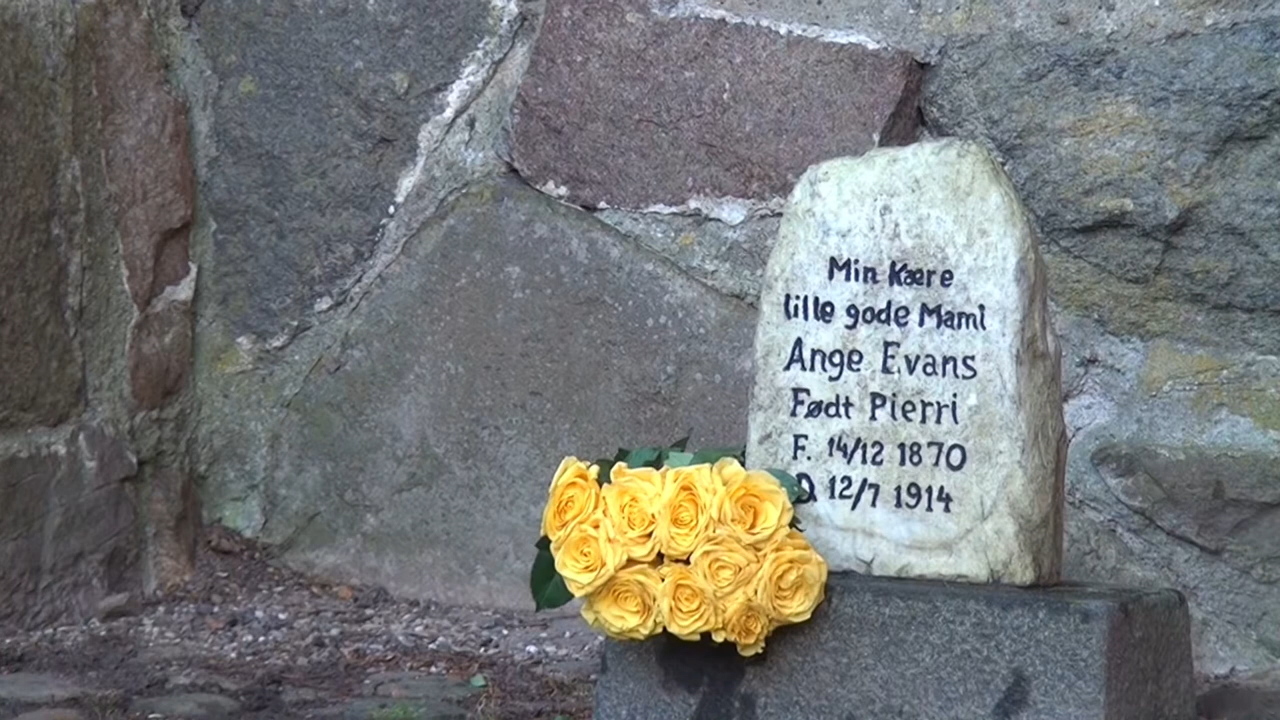 Min Kære
lille gode Mami
Ange Evans
Født Pierri
F. 14/12 1870
D. 12/7 1914